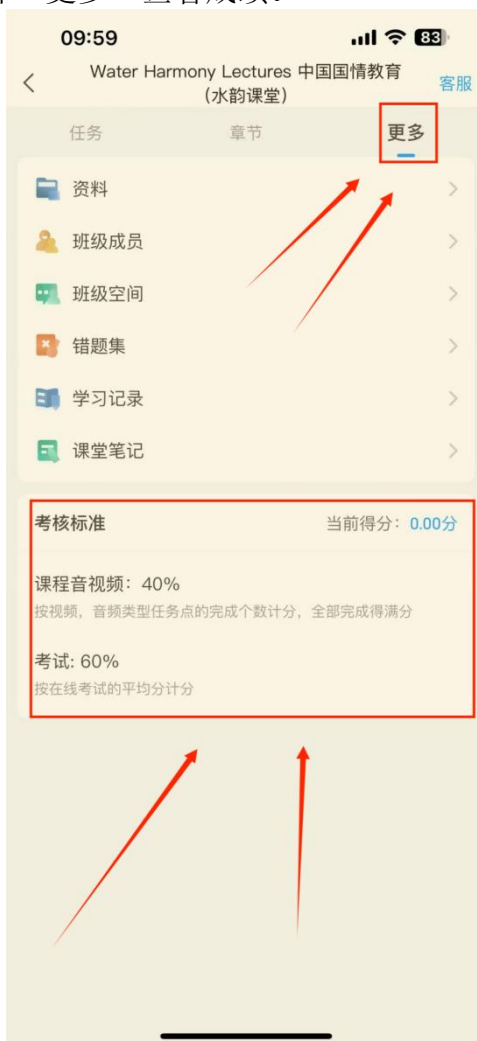 09:59
83
Water Harmony Lectures 中国国情教育
(水韵课堂)
客服
任务 章节 更多
资料
班级成员
班级空间
错题集
学习记录
课堂笔记
考核标准 当前得分：0.00分
课程音视频：40%
按视频，音频类型任务点的完成个数计分，全部完成得满分
考试: 60%
按在线考试的平均分计分